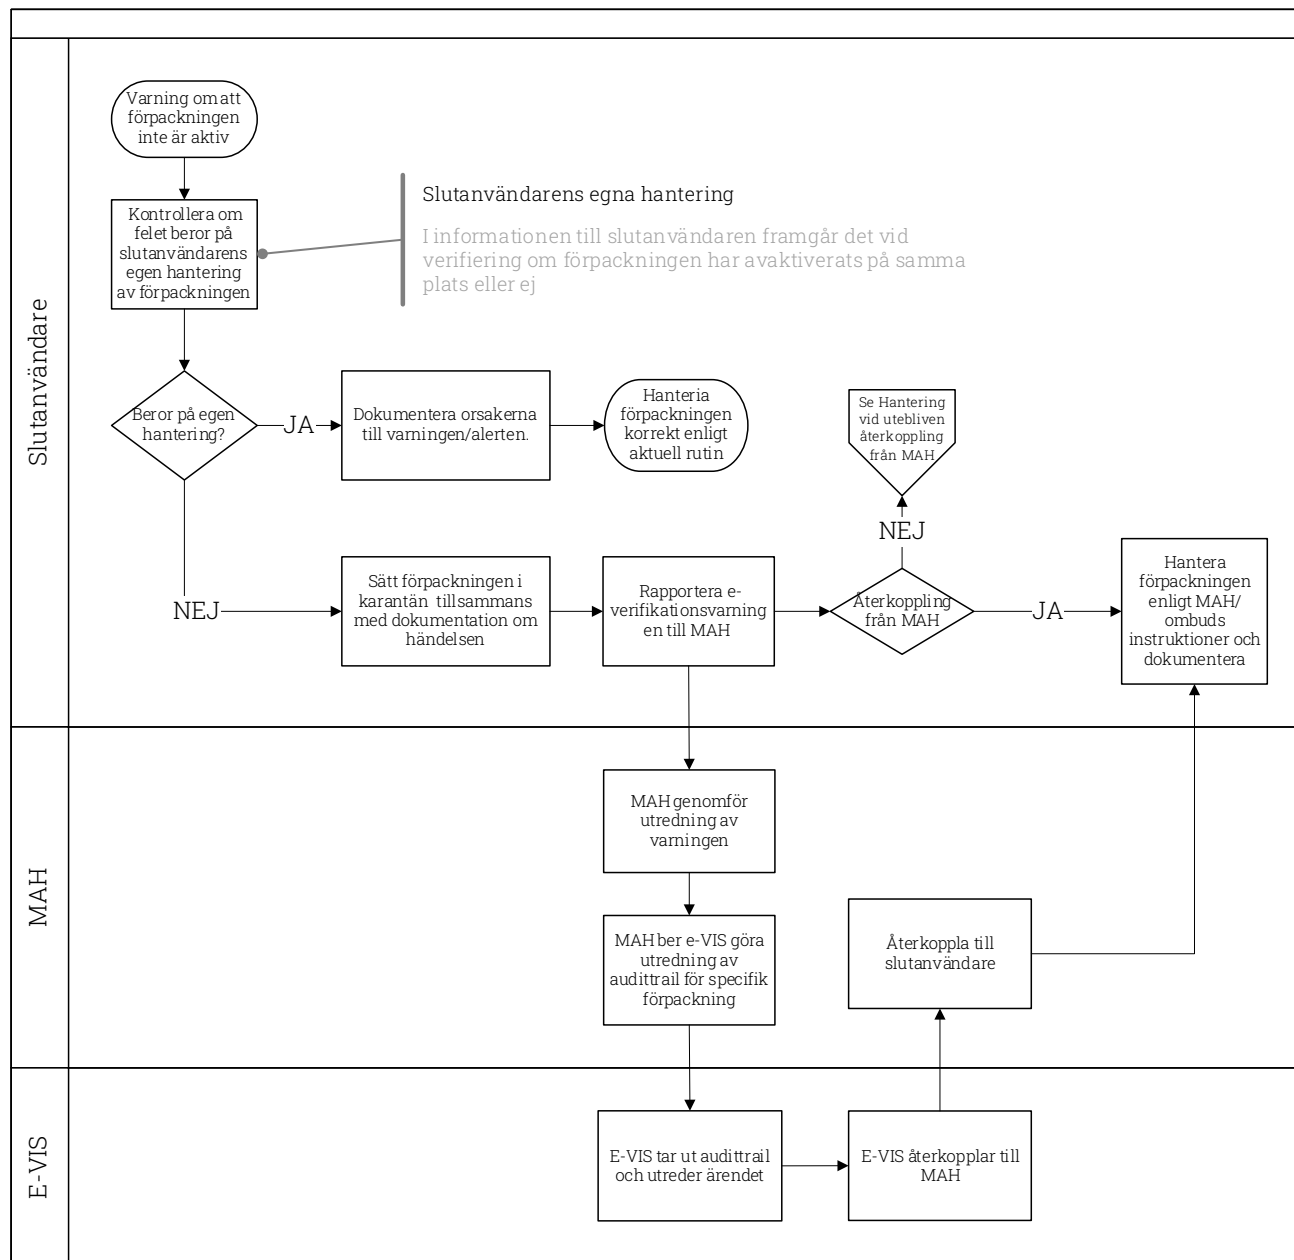 Slutanvändare
Varning om att
förpackningen
inte är aktiv
Kontrollera om
felet beror på
slutanvändarens
egen hantering
av förpackningen
Slutanvändarens egna hantering
I informationen till slutanvändaren framgår det vid
verifiering om förpackningen har avaktiverats på samma
plats eller ej
Beror på egen
hantering?
JA
Dokumentera orsakerna
till varningen/alerten.
Hanteria
förpackningen
korrekt enligt
aktuell rutin
Se Hantering
vid utebliven
återkoppling
från MAH
NEJ
NEJ
Sätt förpackningen i
karantän tillsammans
med dokumentation om
händelsen
Rapportera e-
verifikationsvarning
en till MAH
Återkoppling
från MAH
JA
Hantera
förpackningen
enligt MAH/
ombuds
instruktioner och
dokumentera
MAH
MAH genomför
utredning av
varningen
MAH ber e-VIS göra
utredning av
audittrail för specifik
förpackning
Återkoppla till
slutanvändare
E-VIS
E-VIS tar ut audittrail
och utreder ärendet
E-VIS återkopplar till
MAH